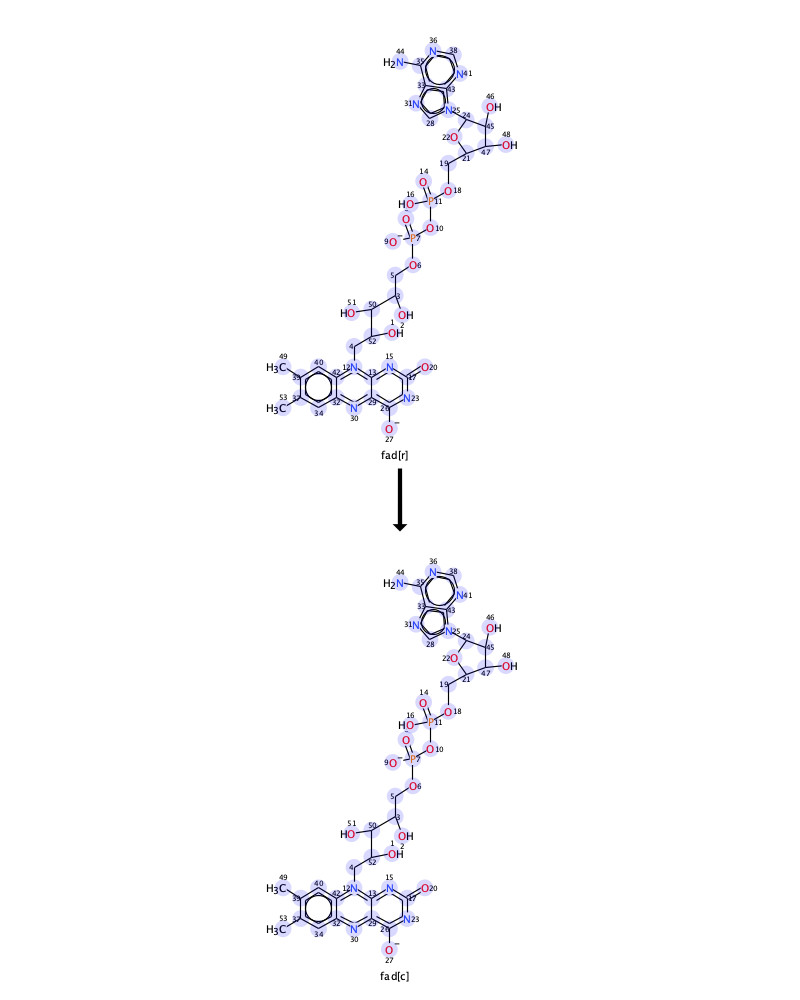 36
44 N 38
H₂N 35 N 41
33 43
46
31 N N 25 24 OH
28 45 48
22 O OH
21 47
19
14
O O 18
16 P 11
HO
O O 10
9 O⁻ P 7
O 6
5
3
51 50
HO OH
1 2
52 OH
4
49 40 15
H₃C 12 N N O 20
39 42 13 17
53 37 32 29 N 23
H₃C 34 N 26
30
O⁻
27
fad[r]
36
44 N 38
H₂N 35 N 41
33 43
46
31 N N 25 24 OH
28 45 48
22 O OH
21 47
19
14
O O 18
16 P 11
HO
O O 10
9 O⁻ P 7
O 6
5
3
51 50
HO OH
1 2
52 OH
4
49 40 15
H₃C 12 N N O 20
39 42 13 17
53 37 32 29 N 23
H₃C 34 N 26
30
O⁻
27
fad[c]